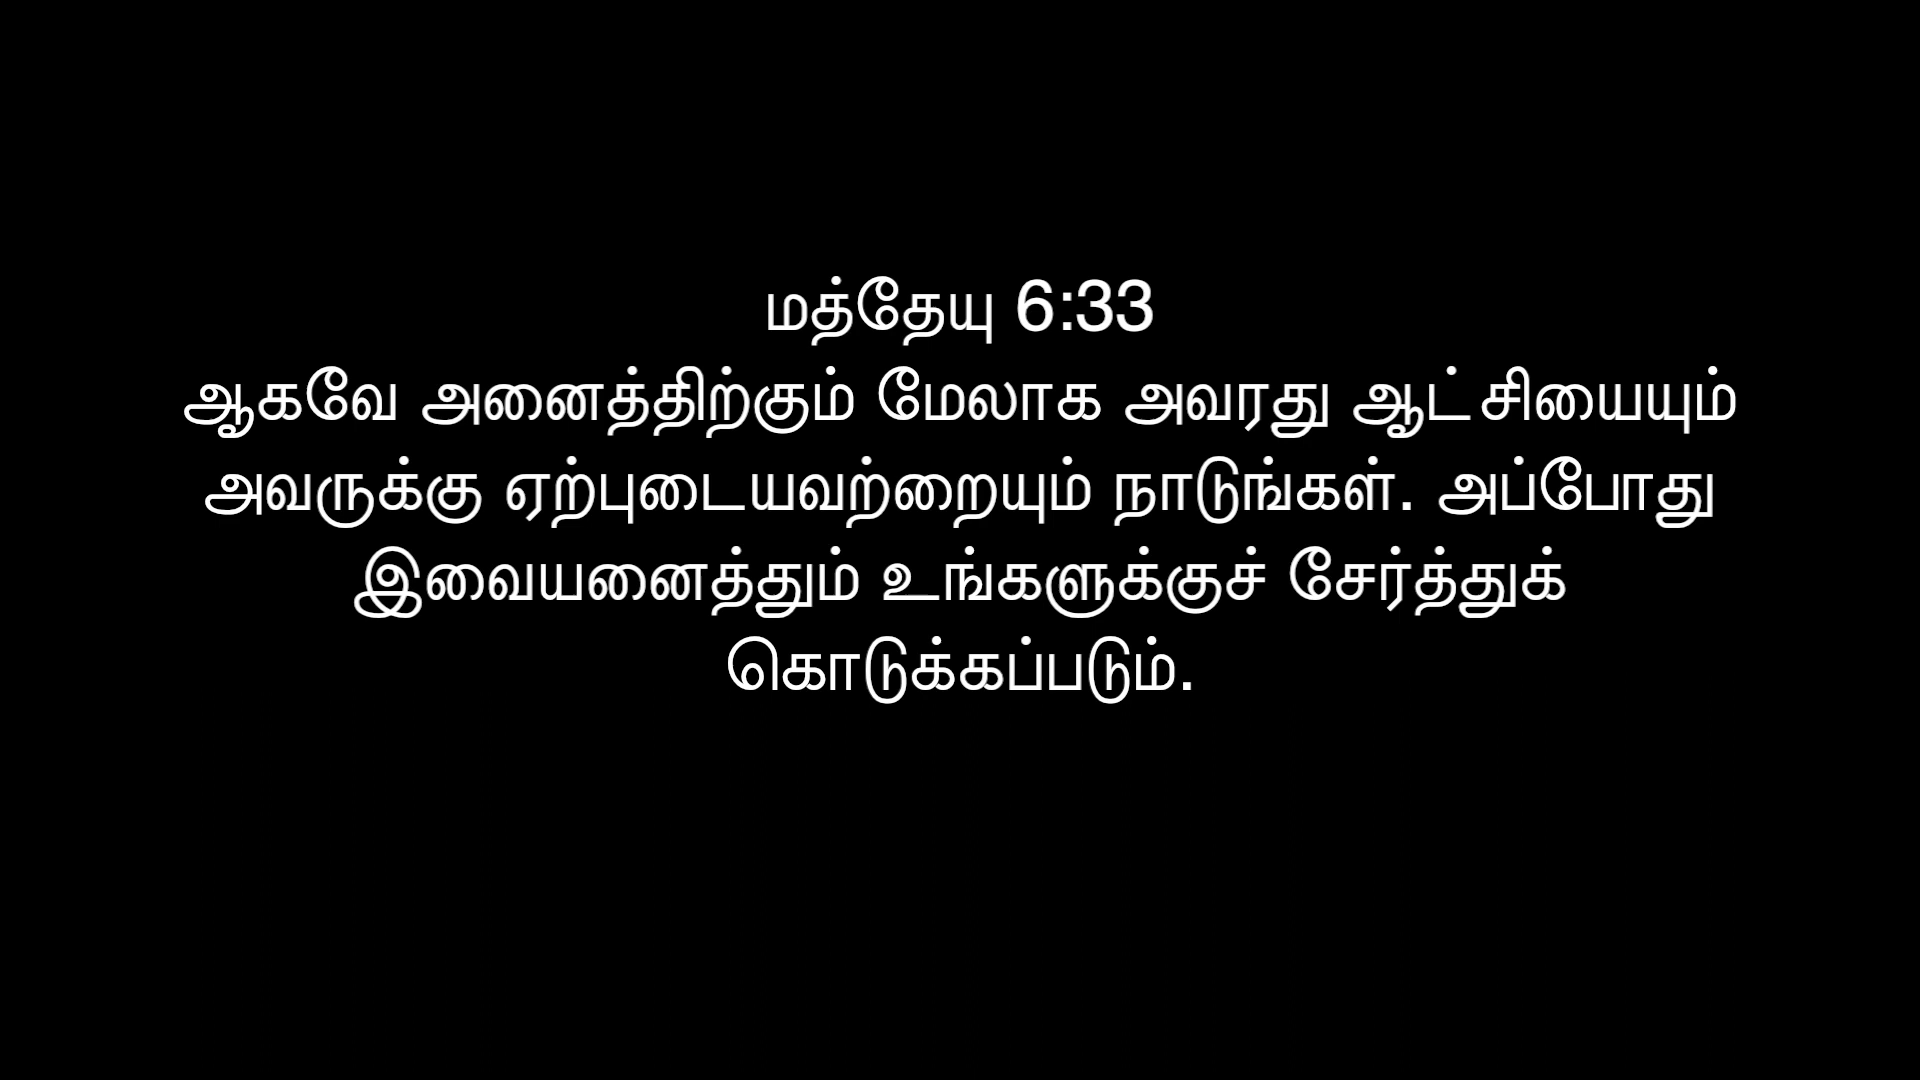 மத்தேயு 6:33
ஆகவே அனைத்திற்கும் மேலாக அவரது ஆட்சியையும்
அவருக்கு ஏற்புடையவற்றையும் நாடுங்கள். அப்போது
இவையனைத்தும் உங்களுக்குச் சேர்த்துக்
கொடுக்கப்படும்.